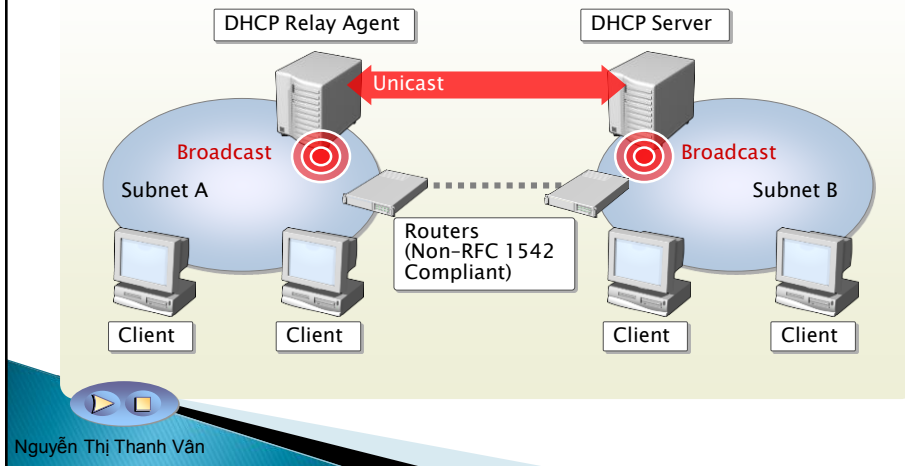 DHCP Relay Agent
DHCP Server
Unicast
Broadcast
Broadcast
Subnet A
Subnet B
Routers
(Non-RFC 1542
Compliant)
Client
Client
Client
Client
Nguyễn Thị Thanh Vân